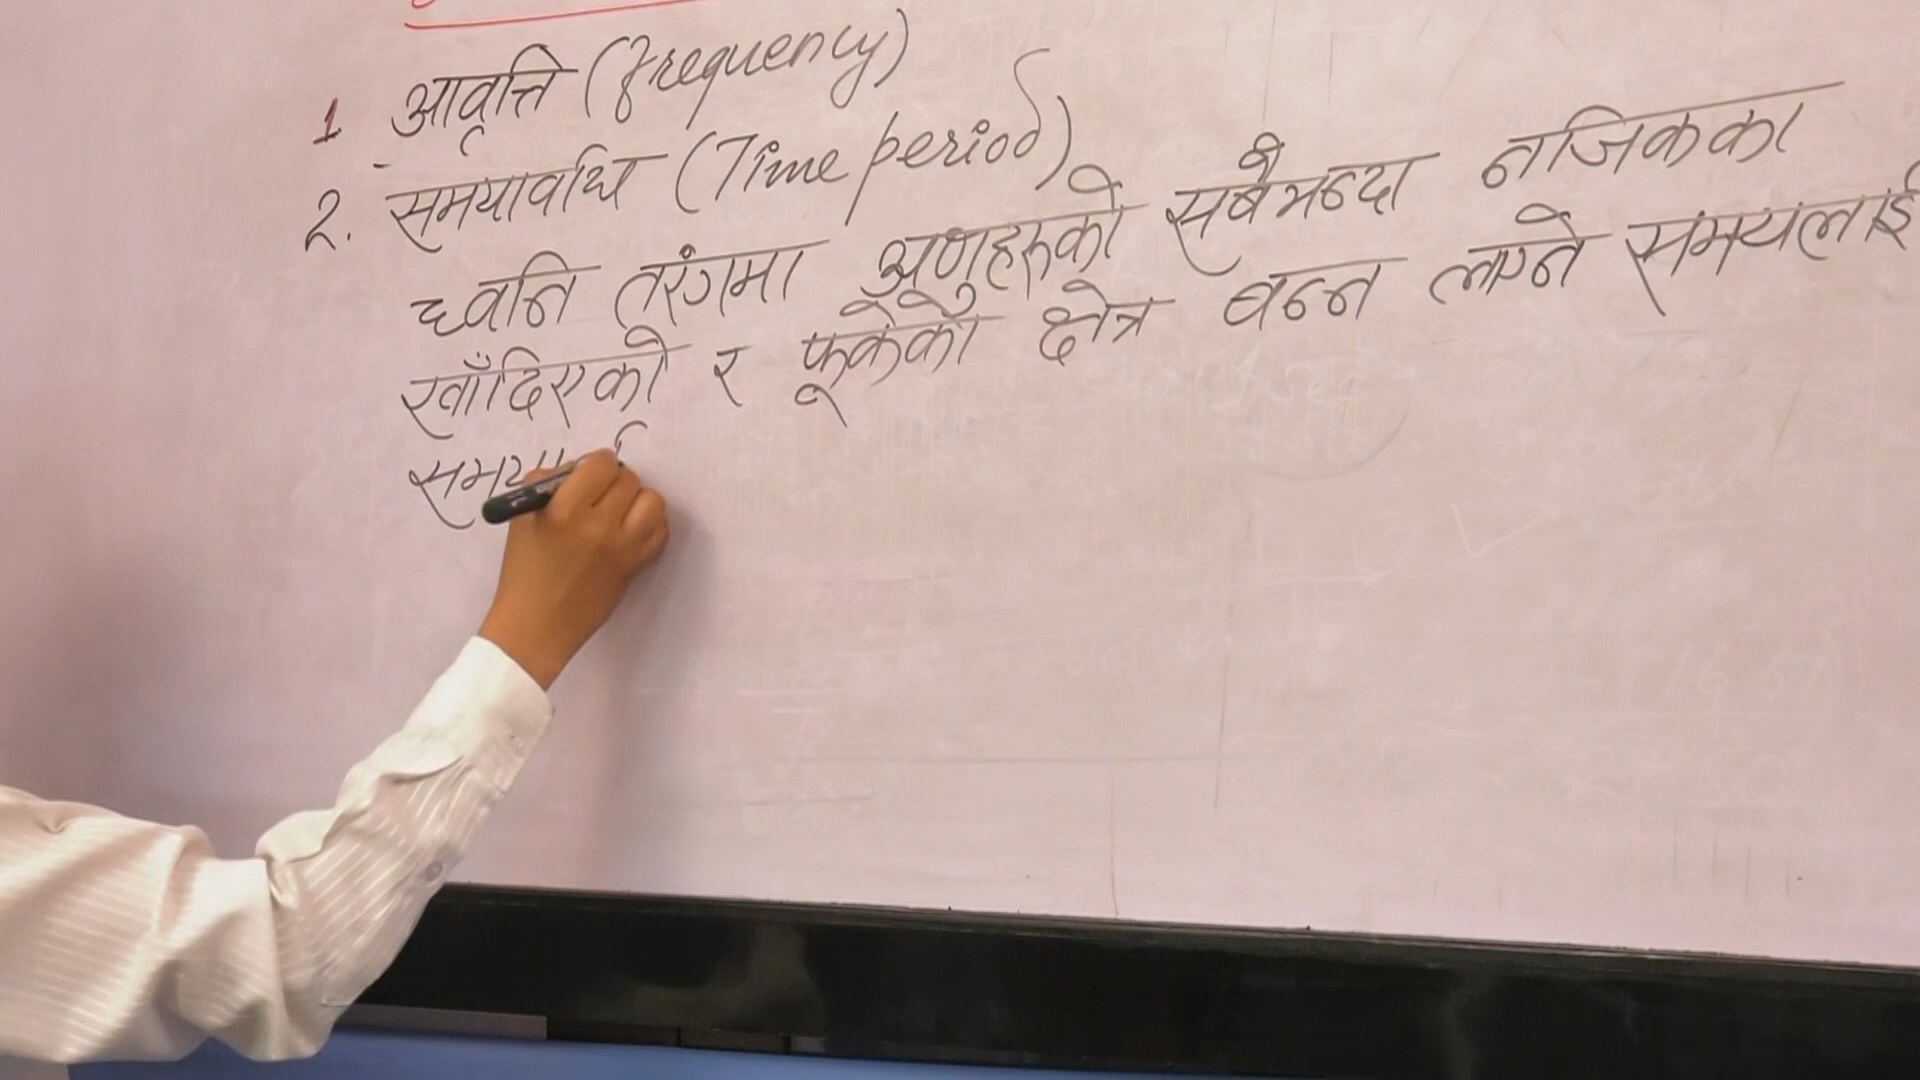 1. आवृत्ति (frequency)
2. समयावधि (Time period)
ध्वनि तरंगमा अणुहरूको सबैभन्दा नजिकका
खाँदिएको र फूकेको क्षेत्र बन्न लाग्ने समयलाई